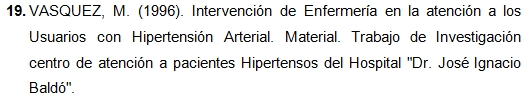 19. VASQUEZ, M. (1996). Intervención de Enfermería en la atención a los
Usuarios con Hipertensión Arterial. Material. Trabajo de Investigación
centro de atención a pacientes Hipertensos del Hospital "Dr. José Ignacio
Baldó".